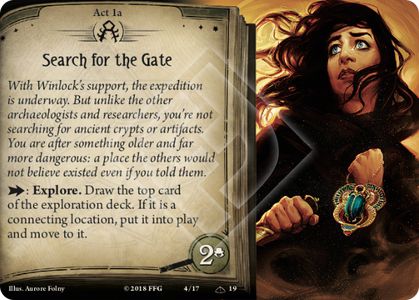 Act 1a
Search for the Gate
With Winlock's support, the expedition
is underway. But unlike the other
archaeologists and researchers, you're not
searching for ancient crypts or artifacts.
You are after something older and far
more dangerous: a place the others would
not believe existed even if you told them.
: Explore. Draw the top card
of the exploration deck. If it is a
connecting location, put it into play
and move to it.
2
Illus. Aurore Folny
© 2018 FFG
4/17
19